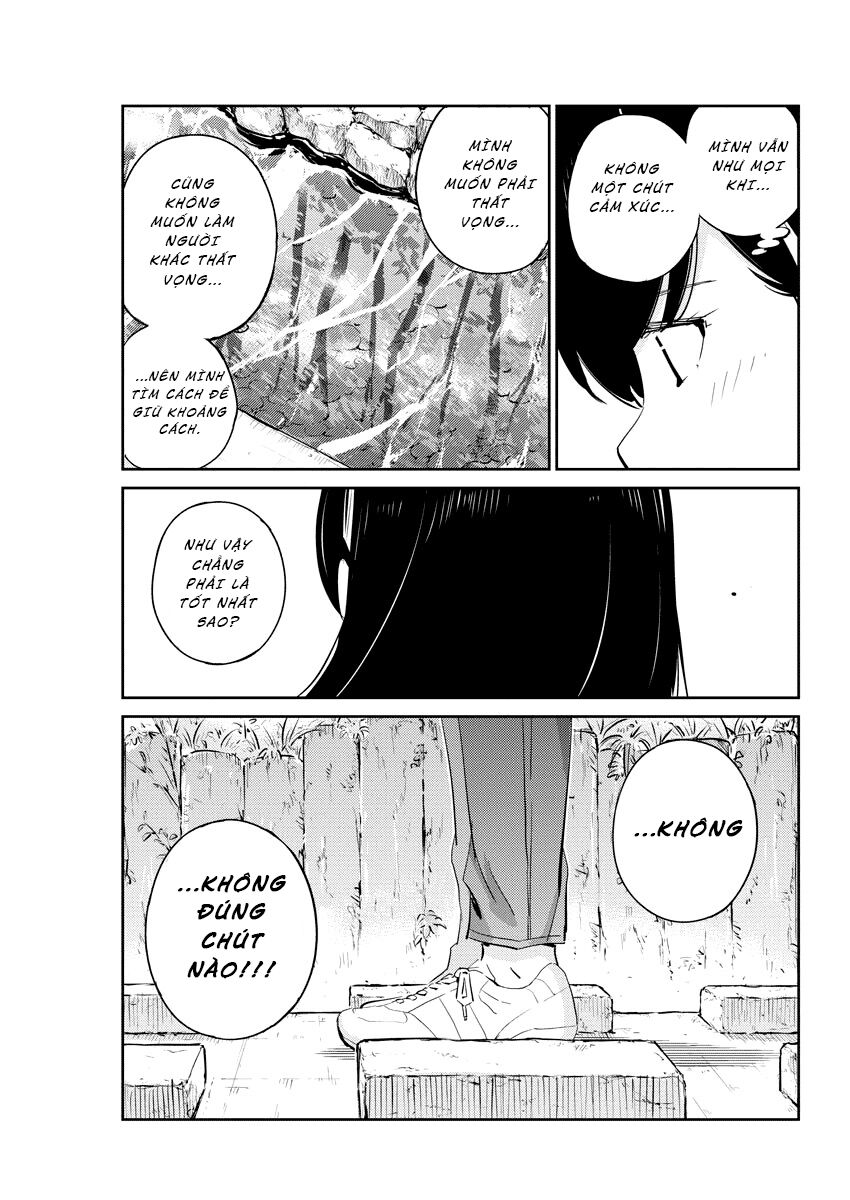 MÌNH VẪN
NHƯ MỌI
KHI...
KHÔNG
MỘT CHÚT
CẢM XÚC...
MÌNH
KHÔNG
MUỐN PHẢI
THẤT
VỌNG...
CŨNG
KHÔNG
MUỐN LÀM
NGƯỜI
KHÁC THẤT
VỌNG...
...NÊN MÌNH
TÌM CÁCH ĐỂ
GIỮ KHOẢNG
CÁCH.
NHƯ VẬY
CHẲNG
PHẢI LÀ
TỐT NHẤT
SAO?
...KHÔNG
...KHÔNG
ĐÚNG
CHÚT
NÀO!!!